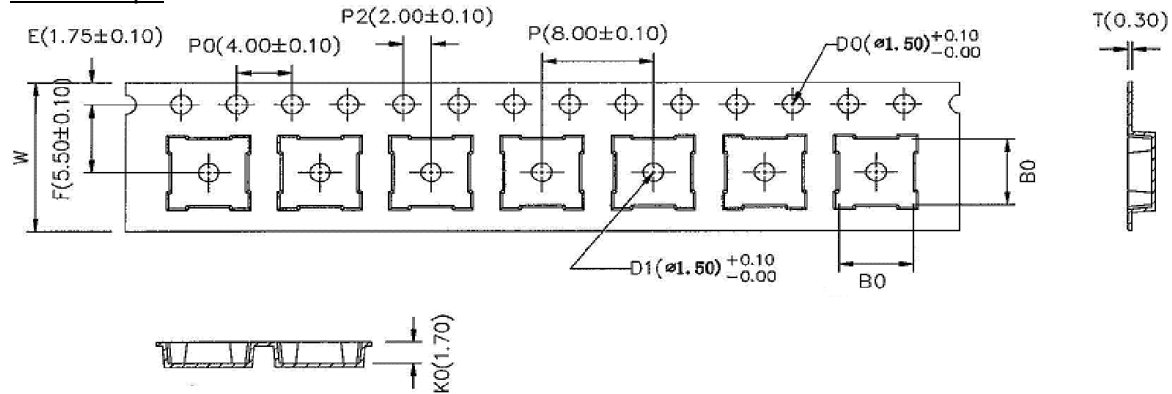 P2(2.00±0.10)
T(0.30)
E(1.75±0.10)
P0(4.00±0.10)
P(8.00±0.10)
D0(ø1.50)+0.10
-0.00
W
F(5.50±0.10)
B0
D1(ø1.50)+0.10
-0.00
B0
K0(1.70)